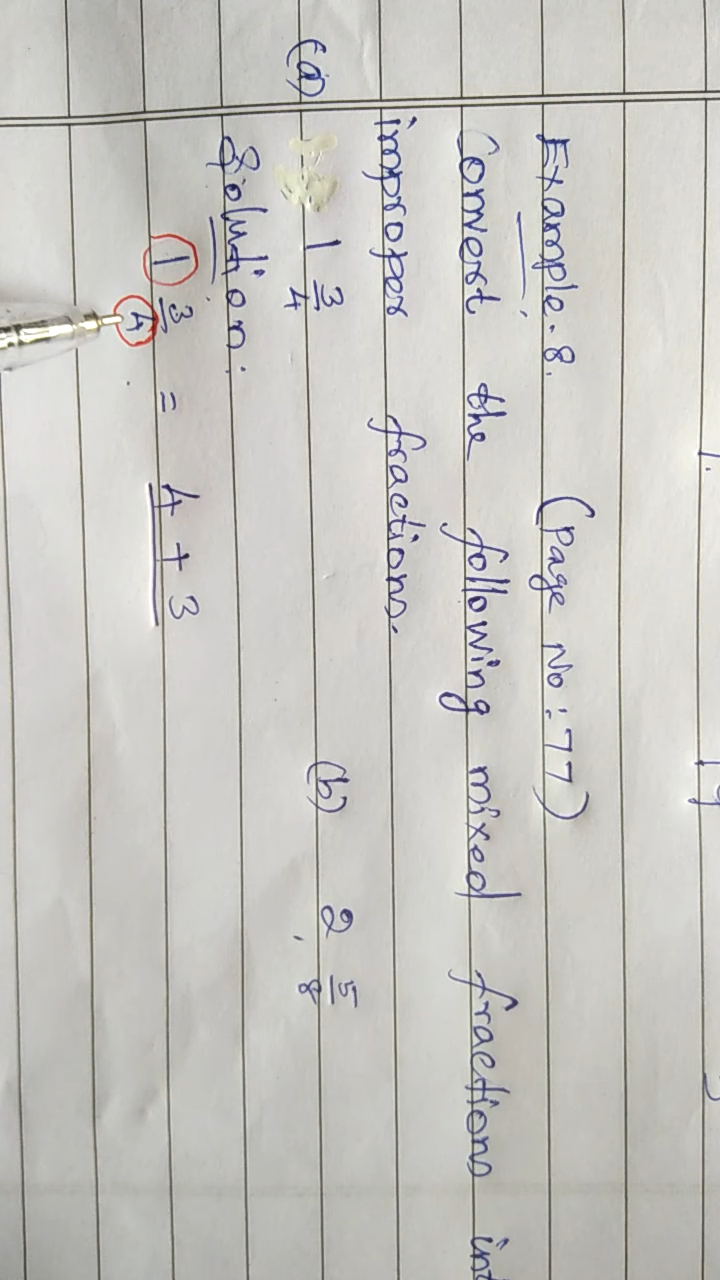 Example.8. (Page No: 77)
Convert the following mixed fractions int
improper fractions.
(a) 1 3/4 (b) 2 5/8
Solution.
1 3/4 = 4 + 3